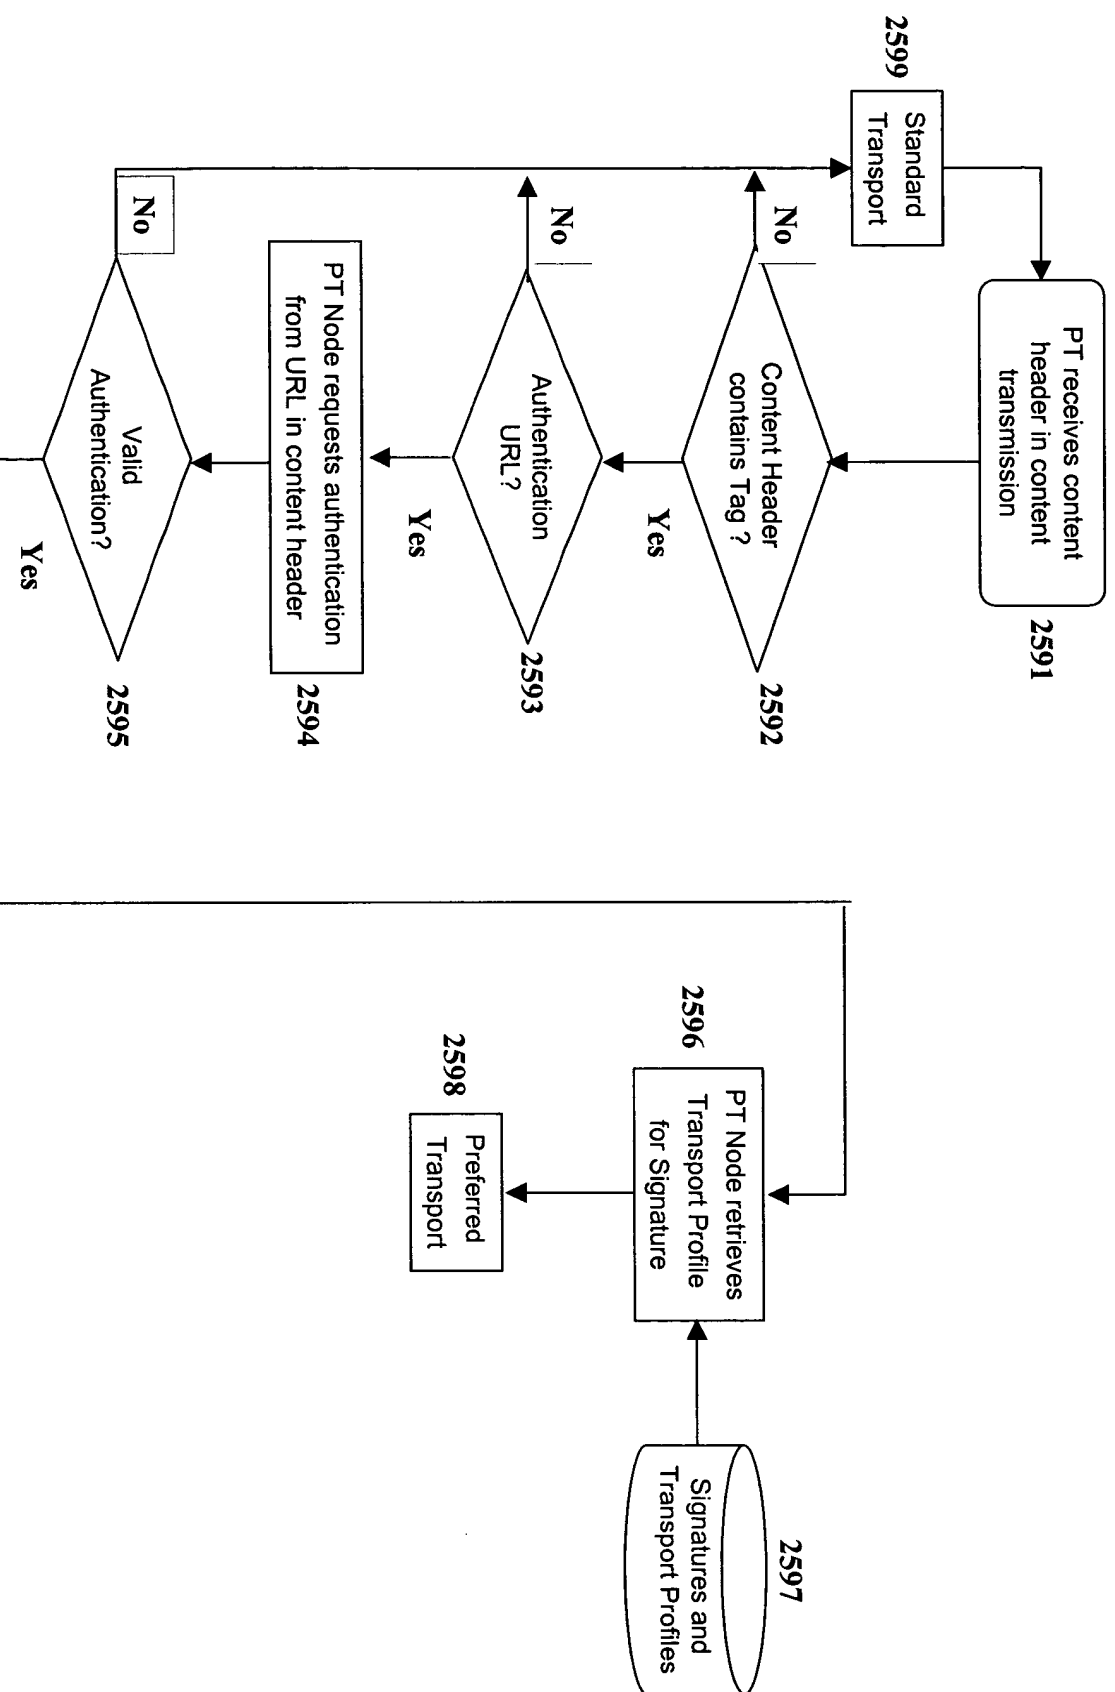 2599
Standard
Transport
PT receives content
header in content
transmission
2591
No
Content Header
contains Tag ?
2592
Yes
No
Authentication
URL?
2593
Yes
PT Node requests authentication
from URL in content header
2594
No
Valid
Authentication?
2595
Yes
2596
PT Node retrieves
Transport Profile
for Signature
2597
Signatures and
Transport Profiles
2598
Preferred
Transport